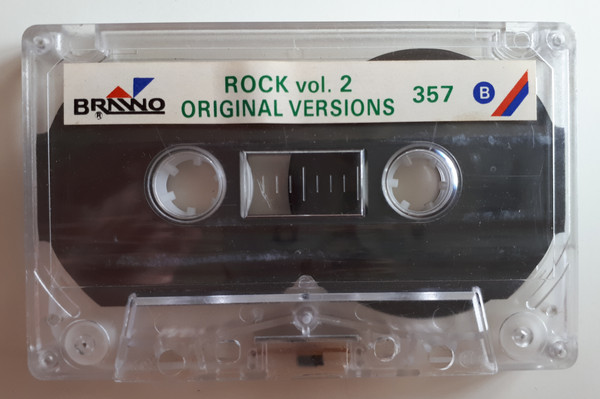 BRAVO
ROCK vol. 2
ORIGINAL VERSIONS
357
B